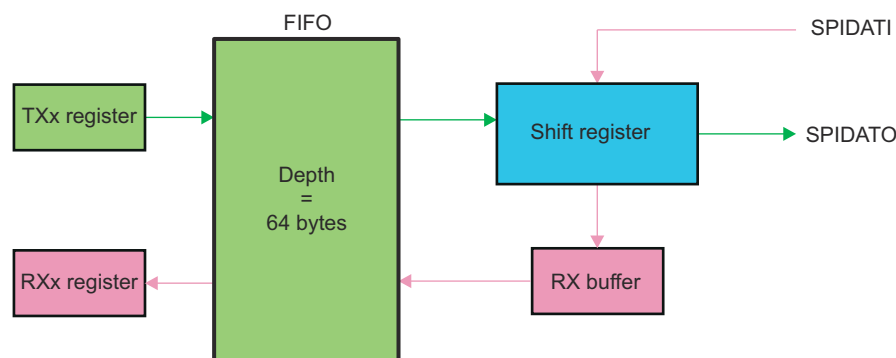 FIFO
SPIDATI
TXx register
Shift register
SPIDATO
Depth
=
64 bytes
RXx register
RX buffer